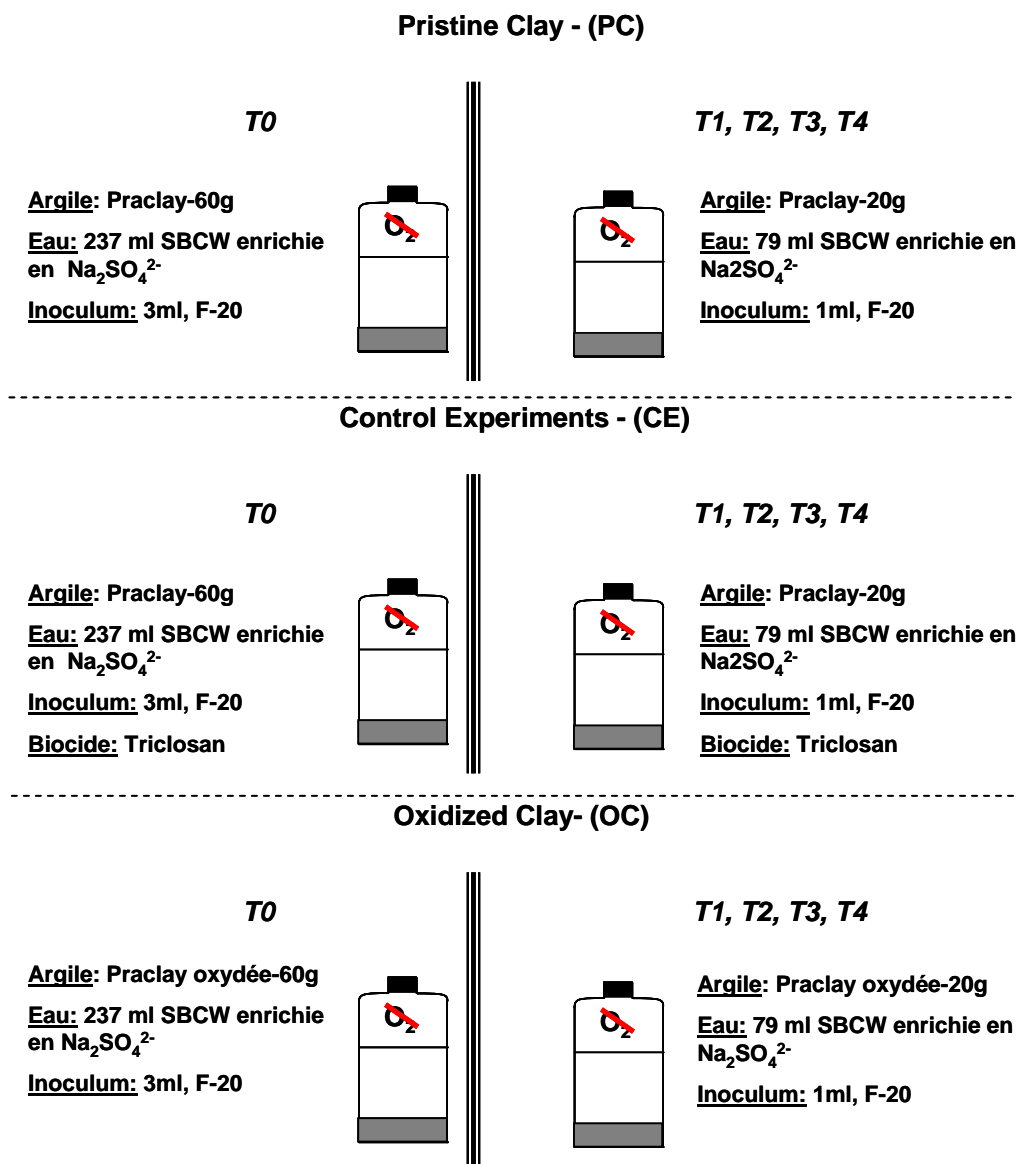 Pristine Clay - (PC)
T0
Argile: Praclay-60g
Eau: 237 ml SBCW enrichie
en Na₂SO₄²⁻
Inoculum: 3ml, F-20
O₂
T1, T2, T3, T4
O₂
Argile: Praclay-20g
Eau: 79 ml SBCW enrichie en
Na2SO₄²⁻
Inoculum: 1ml, F-20
Control Experiments - (CE)
T0
Argile: Praclay-60g
Eau: 237 ml SBCW enrichie
en Na₂SO₄²⁻
Inoculum: 3ml, F-20
Biocide: Triclosan
O₂
T1, T2, T3, T4
O₂
Argile: Praclay-20g
Eau: 79 ml SBCW enrichie en
Na2SO₄²⁻
Inoculum: 1ml, F-20
Biocide: Triclosan
Oxidized Clay- (OC)
T0
Argile: Praclay oxydée-60g
Eau: 237 ml SBCW enrichie
en Na₂SO₄²⁻
Inoculum: 3ml, F-20
O₂
T1, T2, T3, T4
O₂
Argile: Praclay oxydée-20g
Eau: 79 ml SBCW enrichie en
Na₂SO₄²⁻
Inoculum: 1ml, F-20